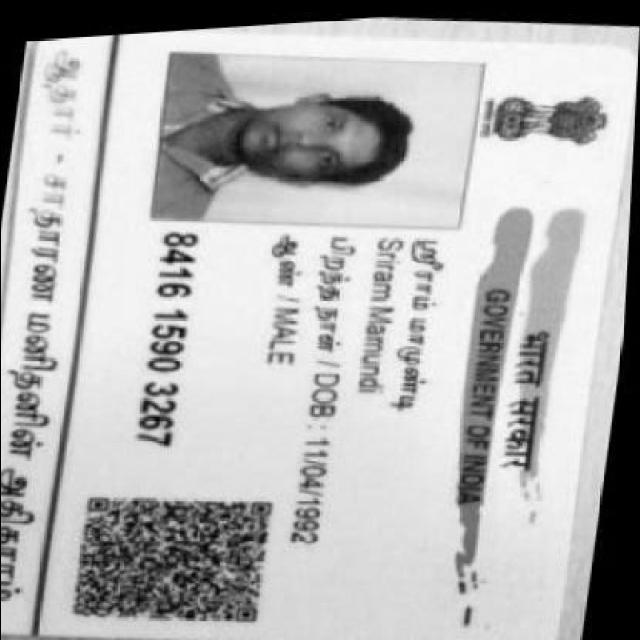 भारत सरकार
GOVERNMENT OF INDIA
ஸ்ரீ ராம் மாமுண்டி
Sriram Mamundi
பிறந்த நாள் / DOB : 11/04/1992
ஆண் / MALE
8416 1590 3267
ஆதார் - சாதாரண மனிதனின் அதிகாரம்